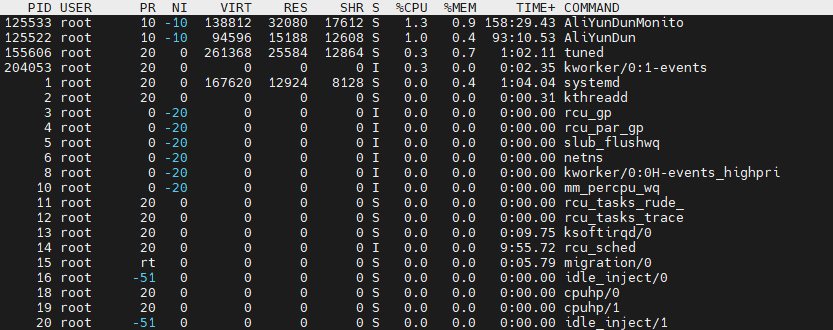 PID USER PR NI VIRT RES SHR S %CPU %MEM TIME+ COMMAND
125533 root 10 -10 138812 32080 17612 S 1.3 0.9 158:29.43 AliYunDunMonito
125522 root 10 -10 94596 15188 12608 S 1.0 0.4 93:10.53 AliYunDun
155606 root 20 0 261368 25584 12864 S 0.3 0.7 1:02.11 tuned
204053 root 20 0 0 0 0 I 0.3 0.0 0:02.35 kworker/0:1-events
1 root 20 0 167620 12924 8128 S 0.0 0.4 1:04.04 systemd
2 root 20 0 0 0 0 S 0.0 0.0 0:00.31 kthreadd
3 root 0 -20 0 0 0 I 0.0 0.0 0:00.00 rcu_gp
4 root 0 -20 0 0 0 I 0.0 0.0 0:00.00 rcu_par_gp
5 root 0 -20 0 0 0 I 0.0 0.0 0:00.00 slub_flushwq
6 root 0 -20 0 0 0 I 0.0 0.0 0:00.00 netns
8 root 0 -20 0 0 0 I 0.0 0.0 0:00.00 kworker/0:0H-events_highpri
10 root 0 -20 0 0 0 I 0.0 0.0 0:00.00 mm_percpu_wq
11 root 20 0 0 0 0 S 0.0 0.0 0:00.00 rcu_tasks_rude_
12 root 20 0 0 0 0 S 0.0 0.0 0:00.00 rcu_tasks_trace
13 root 20 0 0 0 0 S 0.0 0.0 0:09.75 ksoftirqd/0
14 root 20 0 0 0 0 I 0.0 0.0 9:55.72 rcu_sched
15 root rt 0 0 0 0 S 0.0 0.0 0:05.79 migration/0
16 root -51 0 0 0 0 S 0.0 0.0 0:00.00 idle_inject/0
18 root 20 0 0 0 0 S 0.0 0.0 0:00.00 cpuhp/0
19 root 20 0 0 0 0 S 0.0 0.0 0:00.00 cpuhp/1
20 root -51 0 0 0 0 S 0.0 0.0 0:00.00 idle_inject/1